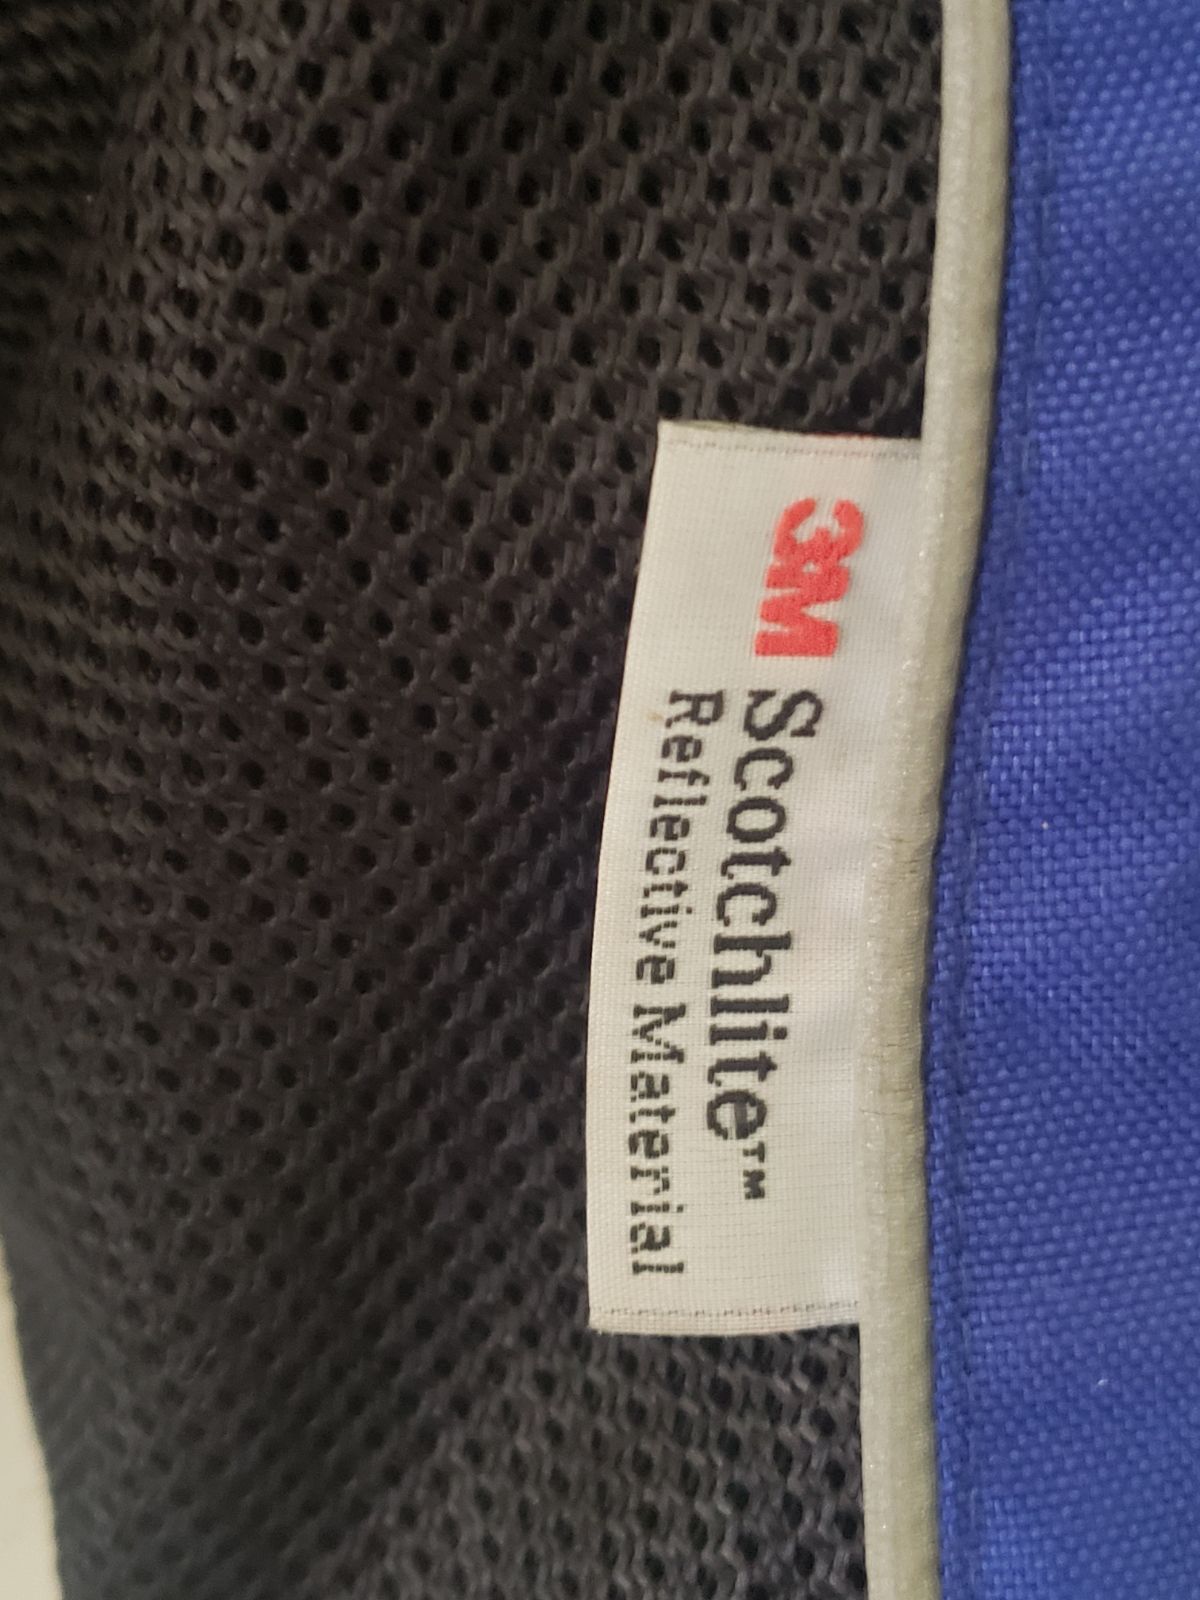 3M Scotchlite™
Reflective Material